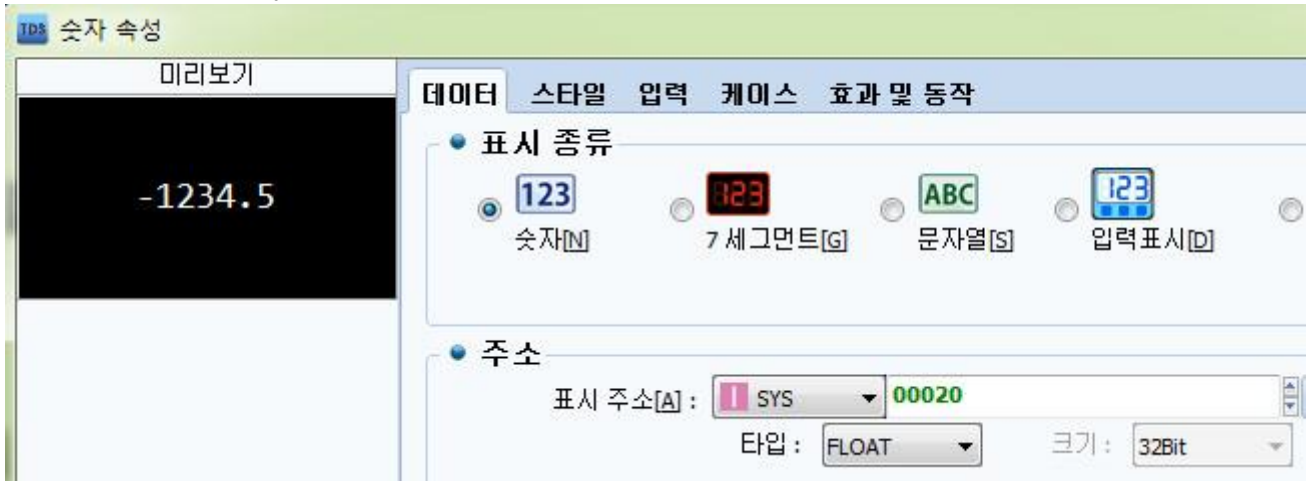 TDS 숫자 속성
미리보기
-1234.5
데이터 스타일 입력 케이스 효과 및 동작
표시 종류
123 123 ABC 123
숫자[N] 7 세그먼트[G] 문자열[S] 입력표시[D]
주소
표시 주소[A] : SYS 00020
타입 : FLOAT 크기 : 32Bit